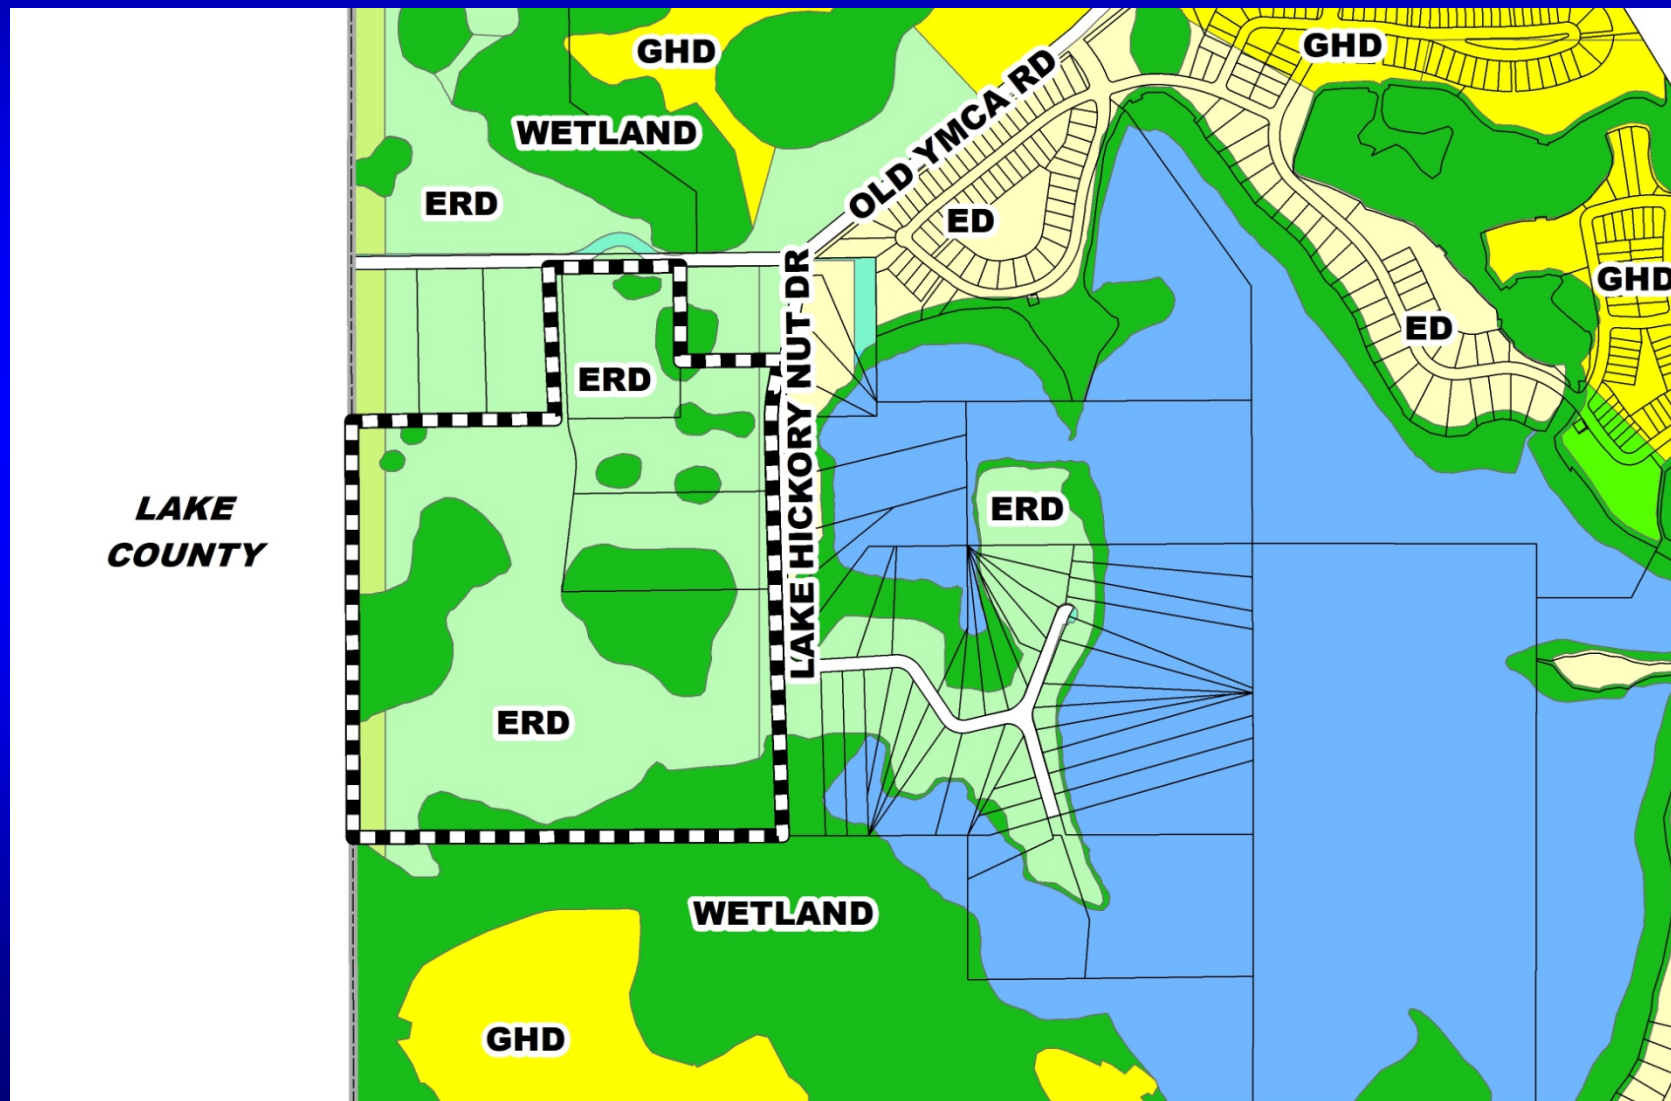 GHD
GHD
WETLAND
OLD YMCA RD
ERD
ED
GHD
ED
LAKE HICKORY NUT DR
ERD
LAKE
COUNTY
ERD
ERD
WETLAND
GHD